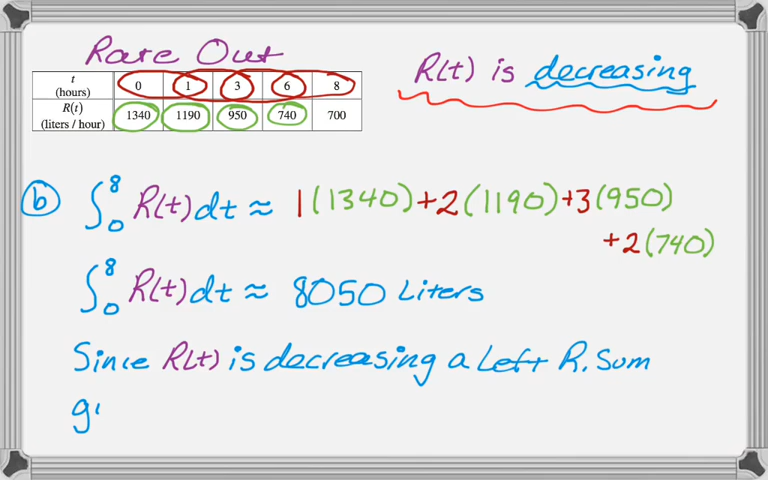 Rate Out
R(t) is decreasing
t (hours) 0 1 3 6 8
R(t) (liters / hour) 1340 1190 950 740 700
b ∫₀⁸ R(t)dt ≈ 1(1340)+2(1190)+3(950)
+2(740)
∫₀⁸ R(t)dt ≈ 8050 Liters
Since R(t) is decreasing a Left R. Sum